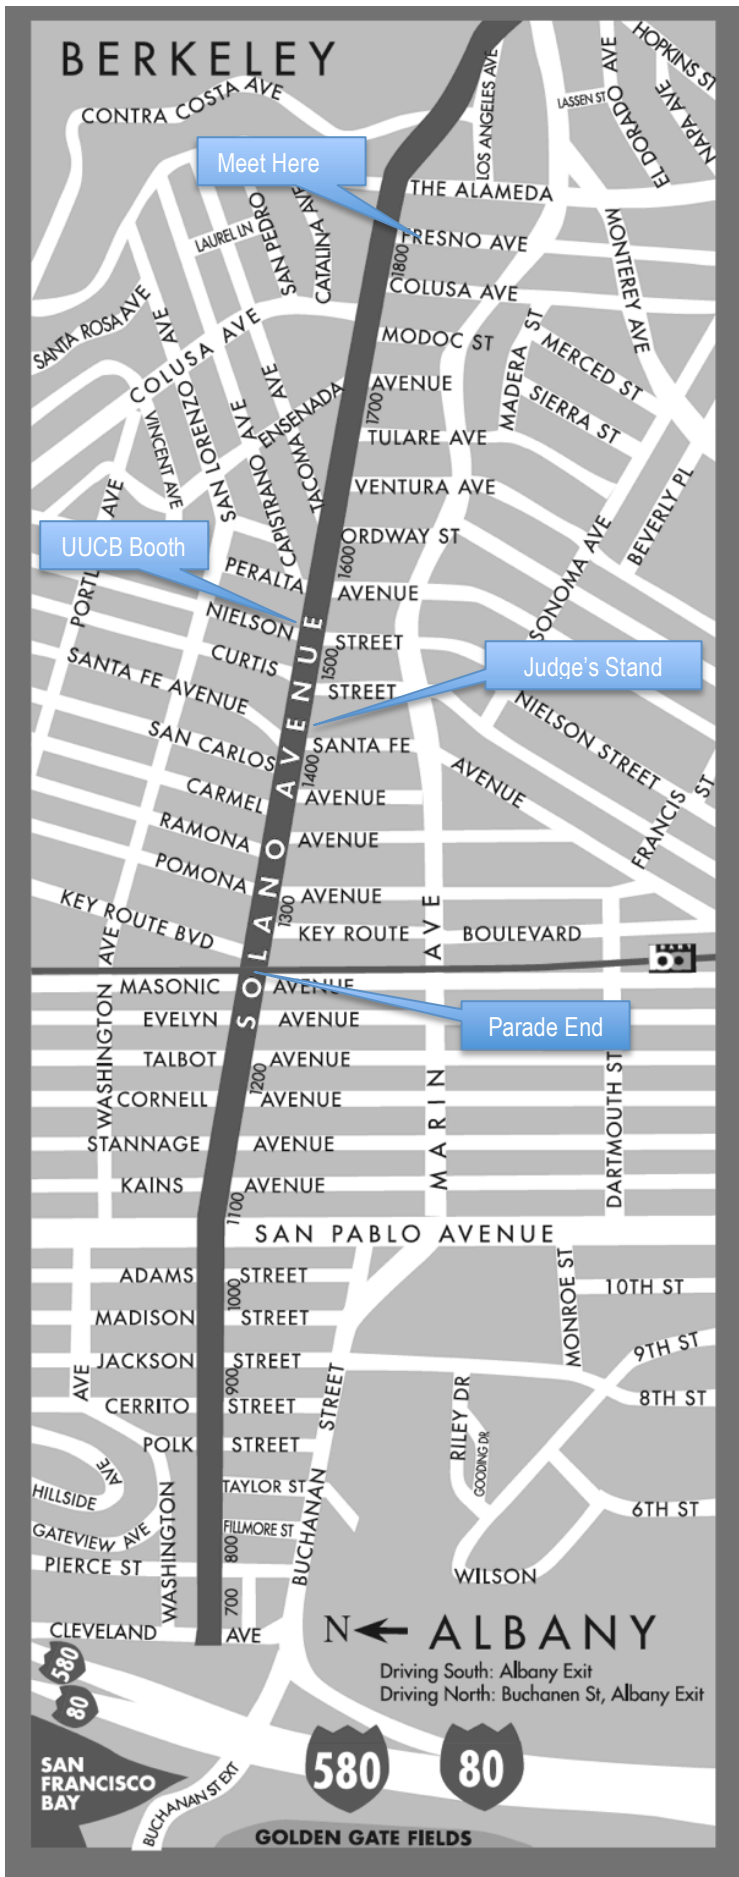 BERKELEY
HOPKINS ST
CONTRA COSTA AVE
LOS ANGELES AVE
LASSEN ST
EL DORADO AVE
NAPA AVE
Meet Here
THE ALAMEDA
SAN PEDRO
CATALINA AVE
LAUREL LN
FRESNO AVE
MONTEREY AVE
1800
COLUSA AVE
SANTA ROSA AVE
AVE
COLUSA AVE
MODOC ST
MADERA ST
MERCED ST
AVENUE
SIERRA ST
1700
ENSENADA
VINCENT AVE
SAN LORENZO
CAPISTRANO AVE
TACOMA AVE
TULARE AVE
VENTURA AVE
BEVERLY PL
PORTL AVE
UUCB Booth
ORDWAY ST
SONOMA AVE
1600
PERALTA
AVENUE
NIELSON
STREET
CURTIS
1500
Judge's Stand
SANTA FE AVENUE
STREET
NIELSON STREET
SAN CARLOS
SANTA FE
AVENUE
1400
FRANCIS ST
CARMEL
AVENUE
RAMONA
AVENUE
POMONA
AVENUE
SOLANO AVENUE
1300
KEY ROUTE BVD
KEY ROUTE
BOULEVARD
MARIN AVE
MASONIC
AVENUE
WASHINGTON AVE
EVELYN
AVENUE
Parade End
TALBOT
AVENUE
1200
CORNELL
AVENUE
DARTMOUTH ST
STANNAGE
AVENUE
KAINS
AVENUE
1100
SAN PABLO AVENUE
ADAMS
STREET
MONROE ST
10TH ST
1000
MADISON
STREET
9TH ST
JACKSON
STREET
8TH ST
900
CERRITO
STREET
RILEY DR
GOODING DR
POLK
STREET
BUCHANAN STREET
AVE
HILLSIDE
TAYLOR ST
6TH ST
GATEVIEW AVE
FILLMORE ST
800
PIERCE ST
WASHINGTON AVE
WILSON
700
CLEVELAND
AVE
N
ALBANY
Driving South: Albany Exit
Driving North: Buchanen St, Albany Exit
580
80
SAN
FRANCISCO
BAY
580
80
BUCHANAN ST EXT
GOLDEN GATE FIELDS